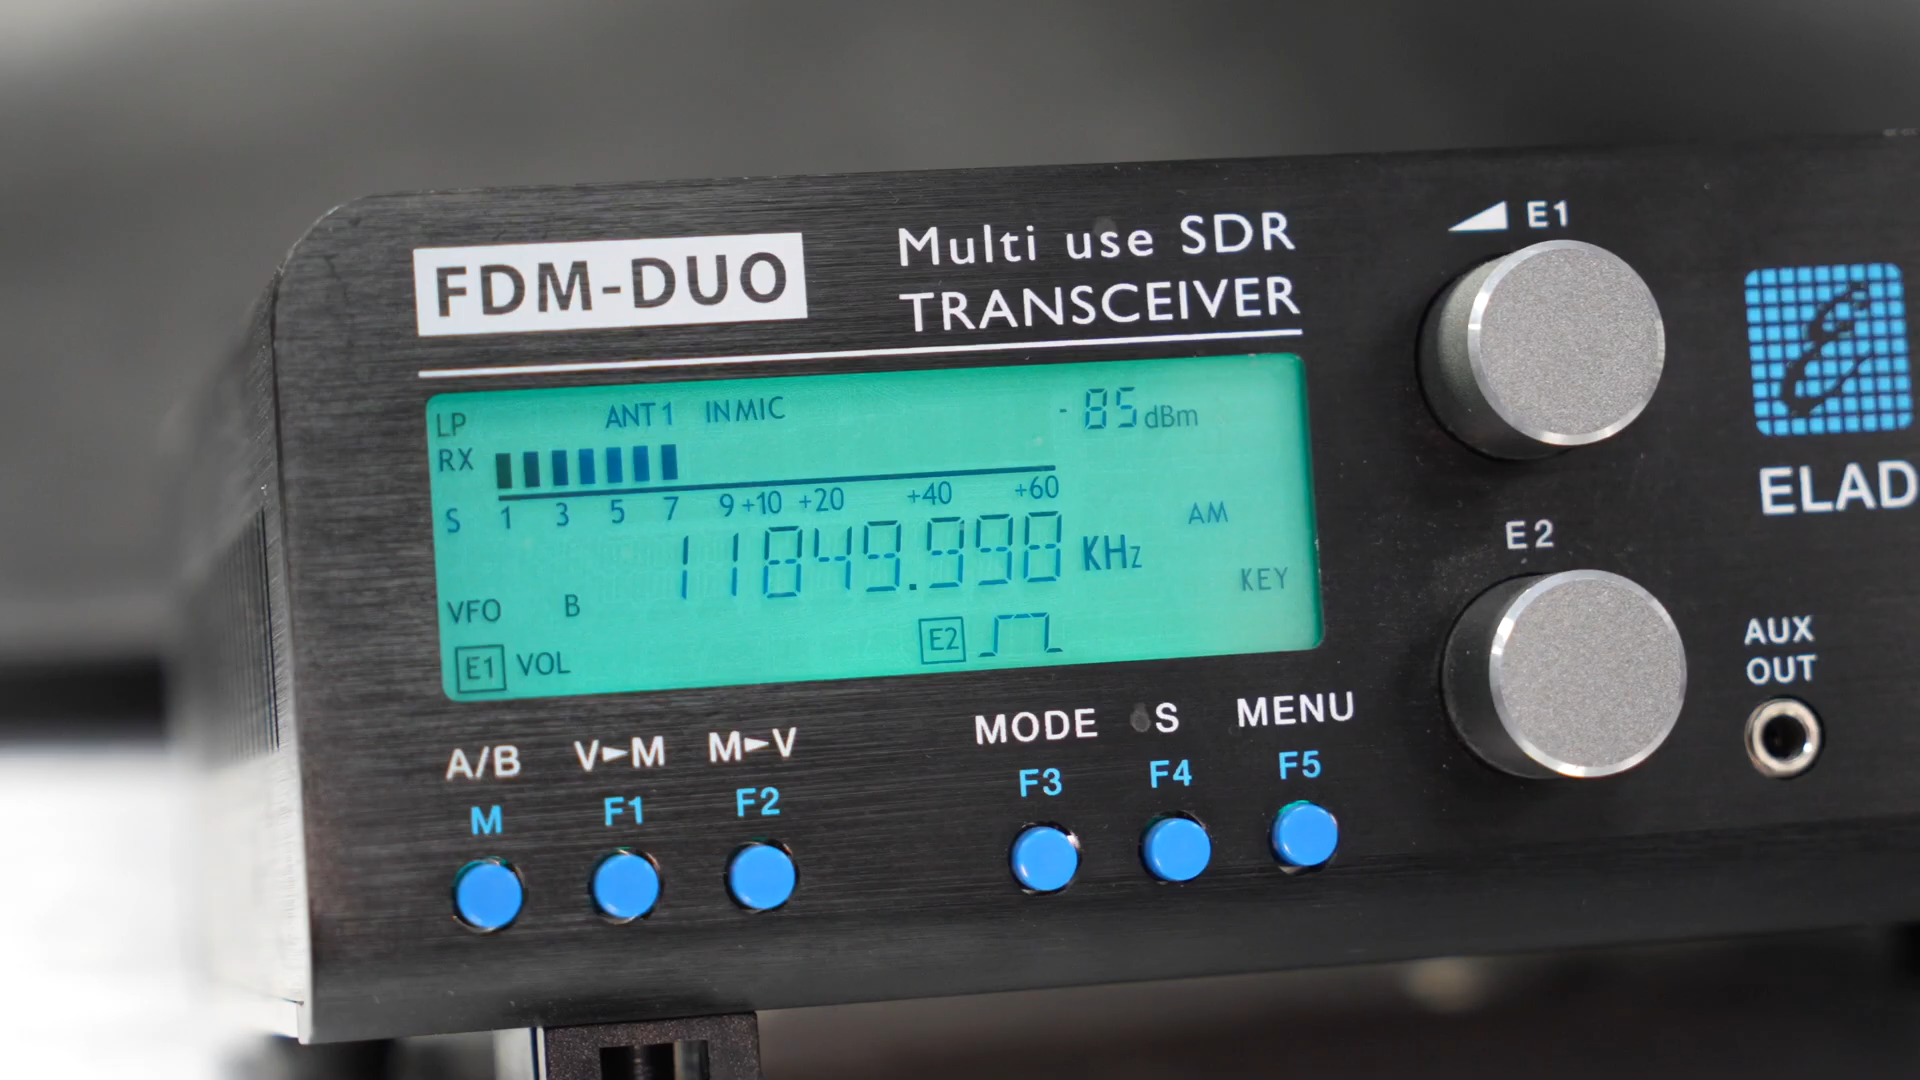 FDM-DUO
Multi use SDR
TRANSCEIVER
LP ANT 1 IN MIC - 85 dBm
RX
S 1 3 5 7 9 +10 +20 +40 +60
AM
11849.998 KHz
KEY
VFO B
E1 VOL E2
A/B V►M M►V MODE S MENU
M F1 F2 F3 F4 F5
E1
ELAD
E2
AUX
OUT